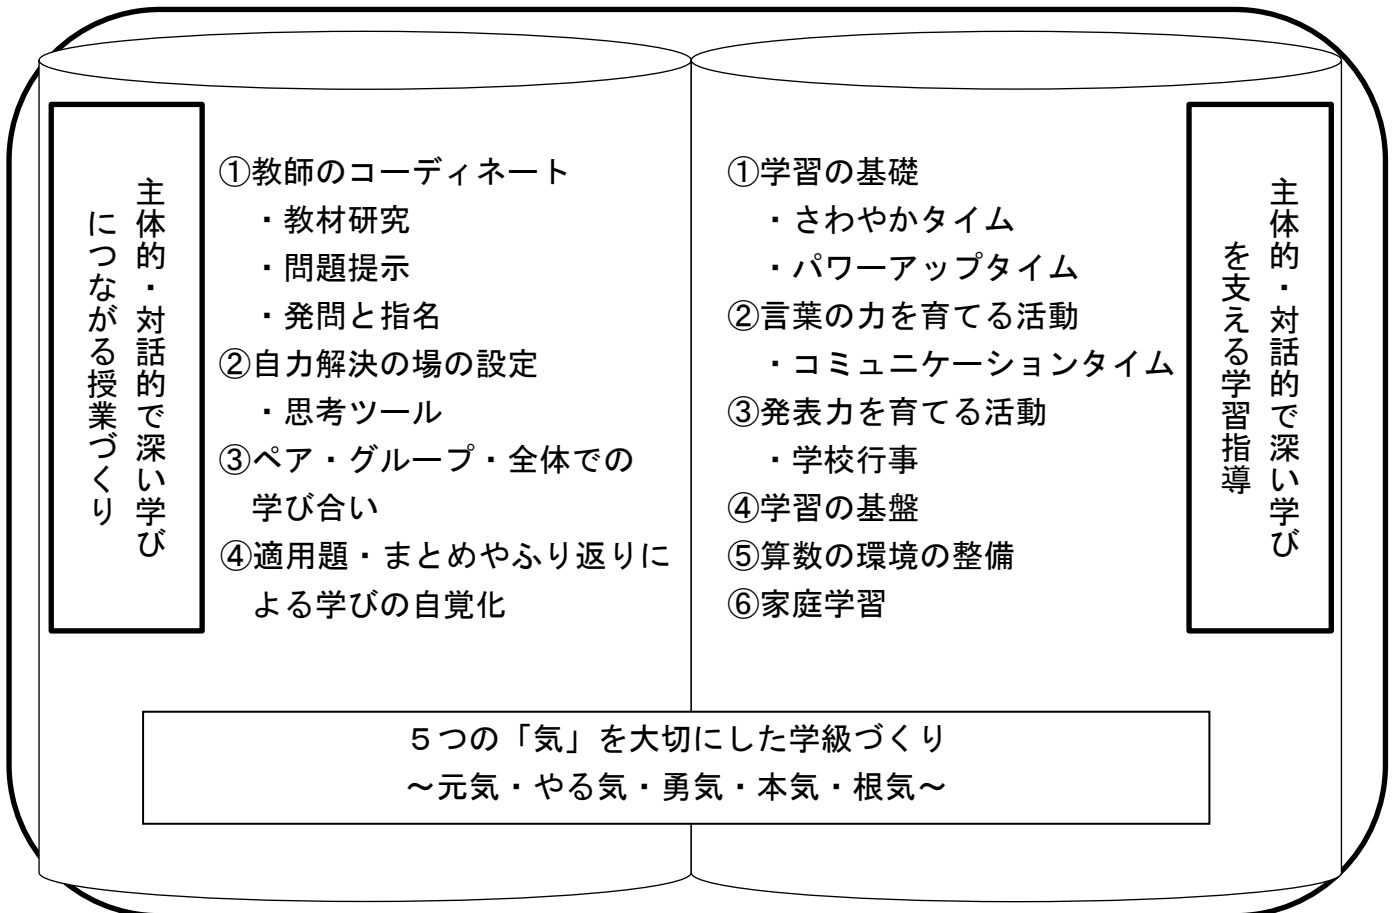 主体的・対話的で深い学び
につながる授業づくり
①教師のコーディネート
・教材研究
・問題提示
・発問と指名
②自力解決の場の設定
・思考ツール
③ペア・グループ・全体での
学び合い
④適用題・まとめやふり返りに
よる学びの自覚化
①学習の基礎
・さわやかタイム
・パワーアップタイム
②言葉の力を育てる活動
・コミュニケーションタイム
③発表力を育てる活動
・学校行事
④学習の基盤
⑤算数の環境の整備
⑥家庭学習
主体的・対話的で深い学び
を支える学習指導
５つの「気」を大切にした学級づくり
～元気・やる気・勇気・本気・根気～